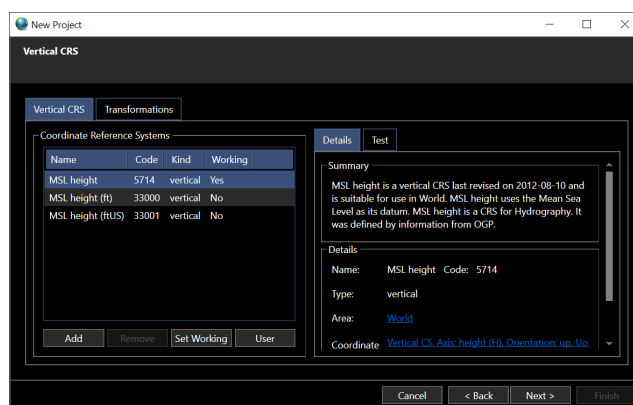 New Project
Vertical CRS
Vertical CRS Transformations
Coordinate Reference Systems
Name Code Kind Working
MSL height 5714 vertical Yes
MSL height (ft) 33000 vertical No
MSL height (ftUS) 33001 vertical No
Add Remove Set Working User
Details Test
Summary
MSL height is a vertical CRS last revised on 2012-08-10 and
is suitable for use in World. MSL height uses the Mean Sea
Level as its datum. MSL height is a CRS for Hydrography. It
was defined by information from OGP.
Details
Name: MSL height Code: 5714
Type: vertical
Area: World
Coordinate Vertical CS. Axis: height (H). Orientation: up. Uo
Cancel < Back Next > Finish